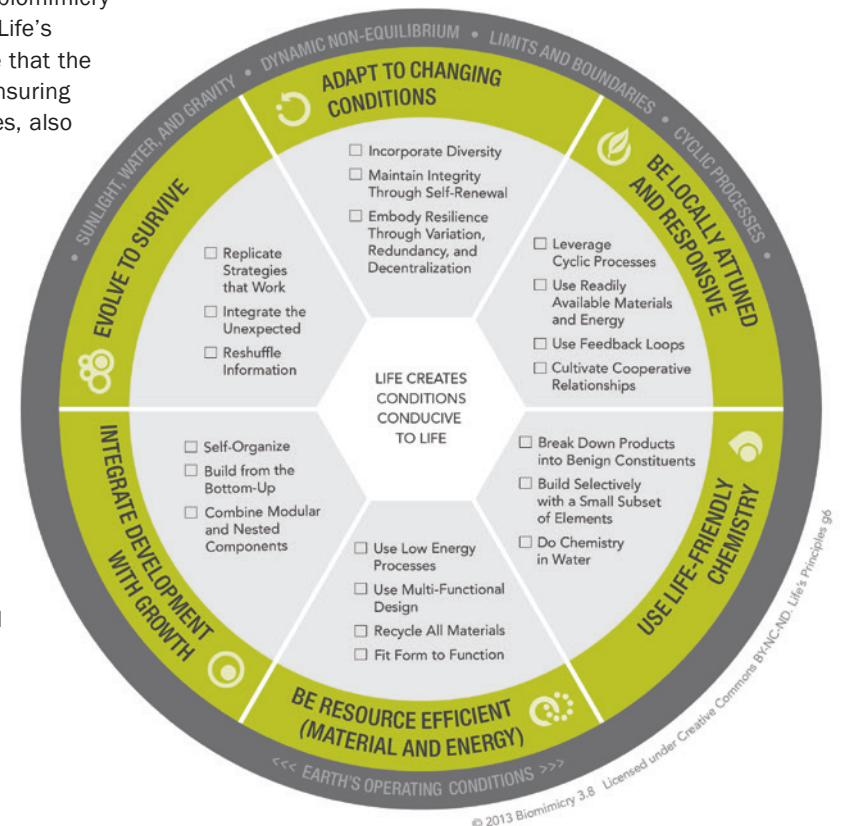 biomimicry
Life's
that the
nsuring
es, also
• SUNLIGHT, WATER, AND GRAVITY • DYNAMIC NON-EQUILIBRIUM • LIMITS AND BOUNDARIES • CYCLIC PROCESSES •
ADAPT TO CHANGING
CONDITIONS
☐ Incorporate Diversity
☐ Maintain Integrity
Through Self-Renewal
☐ Embody Resilience
Through Variation,
Redundancy, and
Decentralization
BE LOCALLY ATTUNED
AND RESPONSIVE
☐ Leverage
Cyclic Processes
☐ Use Readily
Available Materials
and Energy
☐ Use Feedback Loops
☐ Cultivate Cooperative
Relationships
USE LIFE-FRIENDLY
CHEMISTRY
☐ Break Down Products
into Benign Constituents
☐ Build Selectively
with a Small Subset
of Elements
☐ Do Chemistry
in Water
BE RESOURCE EFFICIENT
(MATERIAL AND ENERGY)
☐ Use Low Energy
Processes
☐ Use Multi-Functional
Design
☐ Recycle All Materials
☐ Fit Form to Function
INTEGRATE DEVELOPMENT
WITH GROWTH
☐ Self-Organize
☐ Build from the
Bottom-Up
☐ Combine Modular
and Nested
Components
EVOLVE TO SURVIVE
☐ Replicate
Strategies
that Work
☐ Integrate the
Unexpected
☐ Reshuffle
Information
LIFE CREATES
CONDITIONS
CONDUCIVE
TO LIFE
<<< EARTH'S OPERATING CONDITIONS >>>
© 2013 Biomimicry 3.8 Licensed under Creative Commons BY-NC-ND. Life's Principles g6